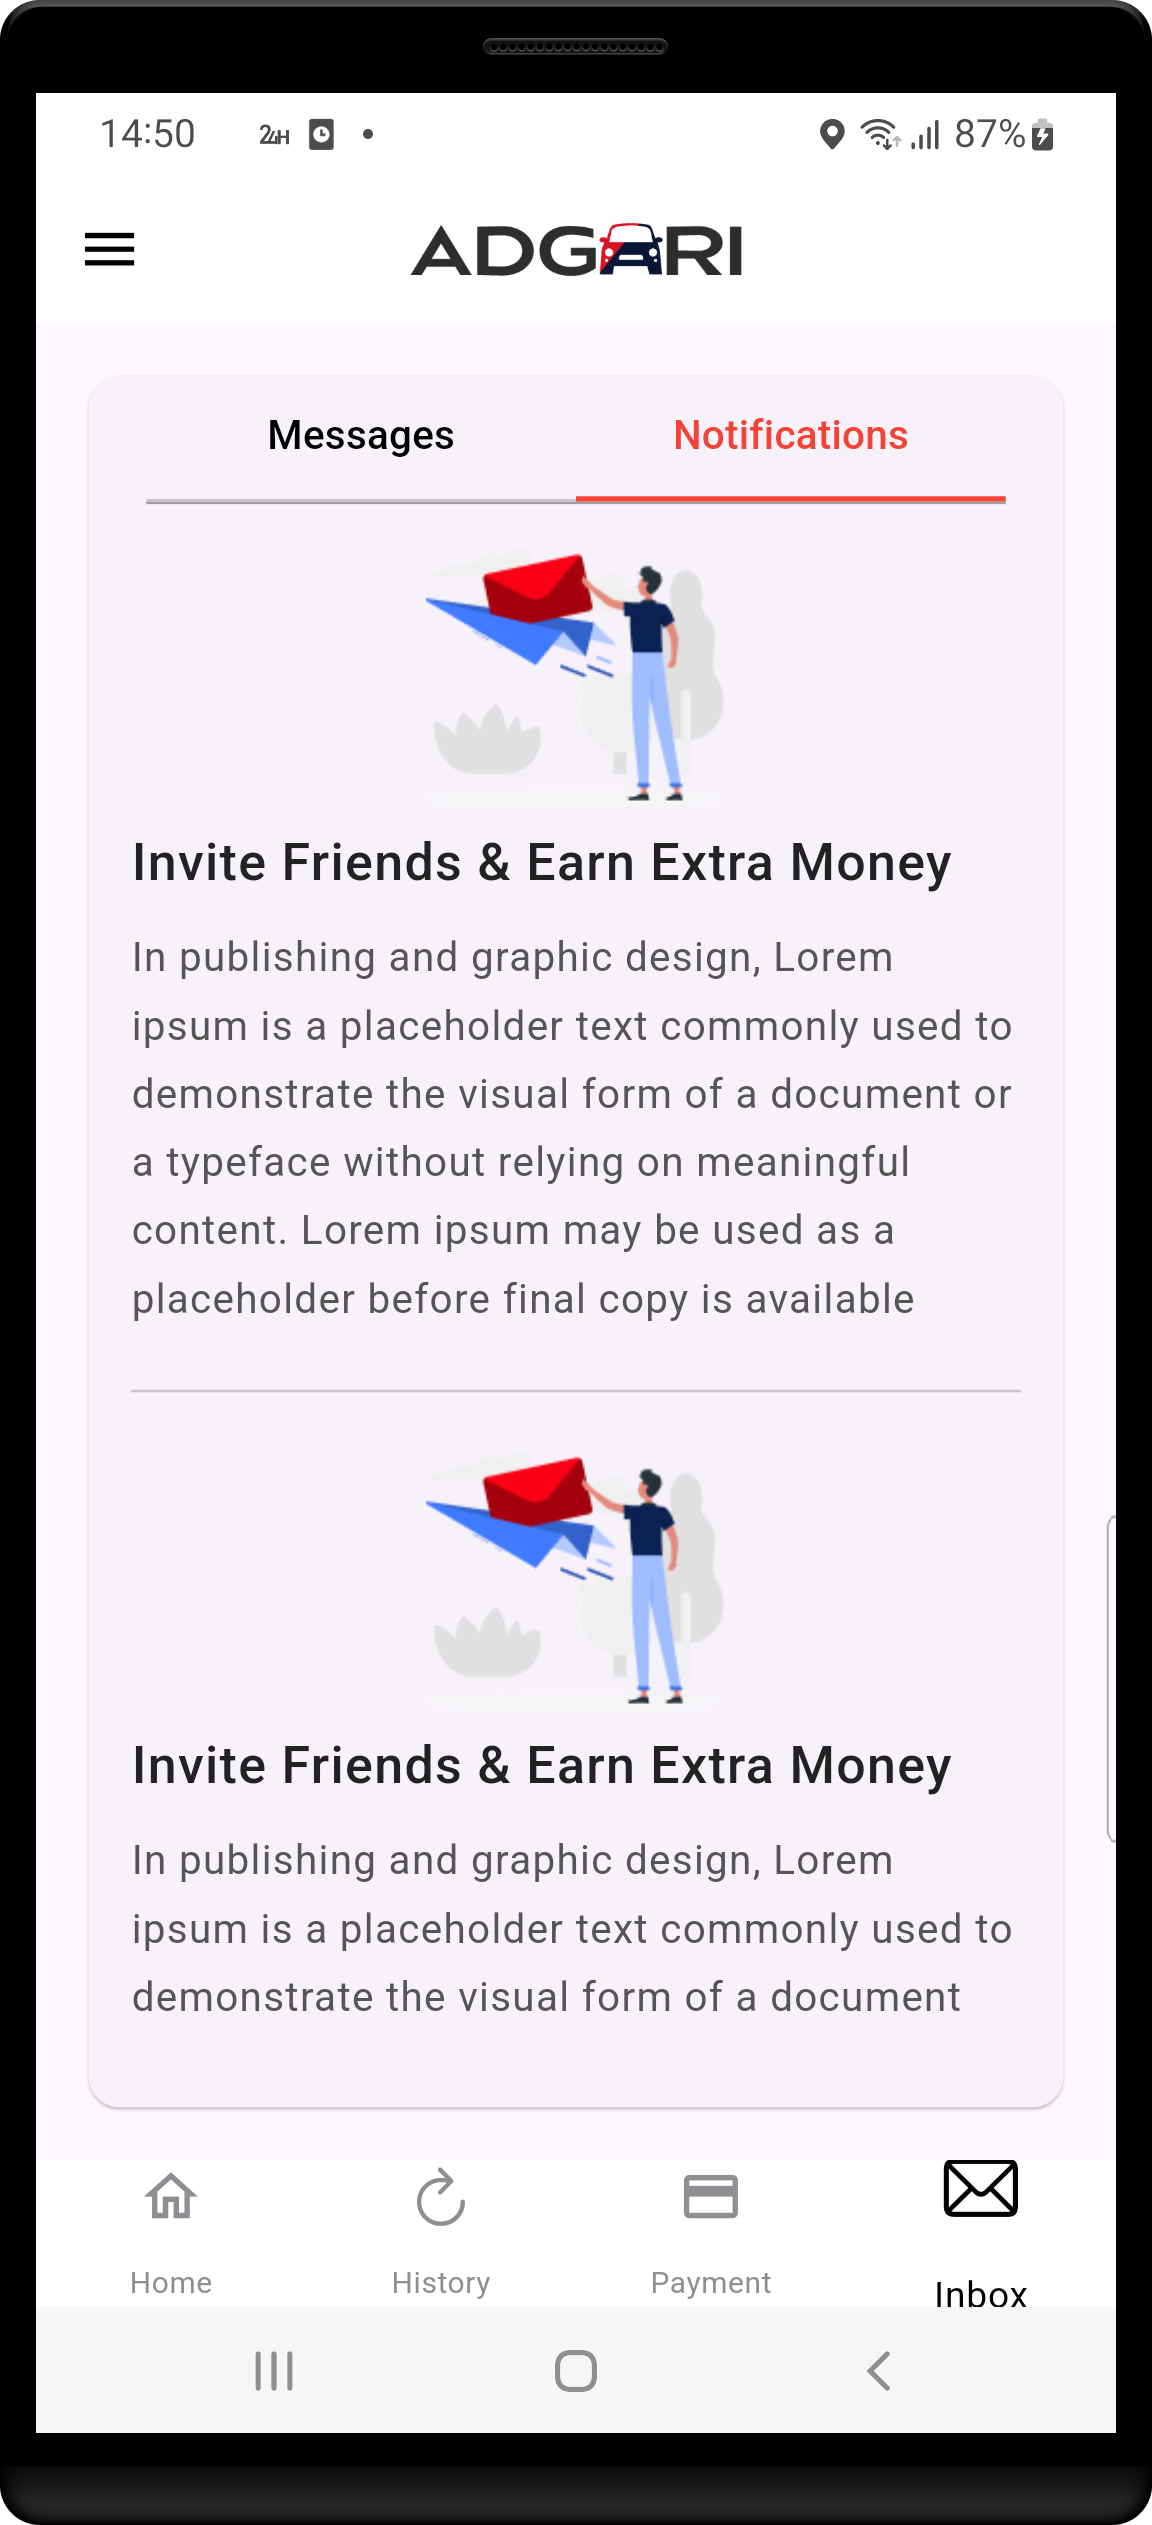 14:50
24H
87%
ADGARI
Messages
Notifications
Invite Friends & Earn Extra Money
In publishing and graphic design, Lorem
ipsum is a placeholder text commonly used to
demonstrate the visual form of a document or
a typeface without relying on meaningful
content. Lorem ipsum may be used as a
placeholder before final copy is available
Invite Friends & Earn Extra Money
In publishing and graphic design, Lorem
ipsum is a placeholder text commonly used to
demonstrate the visual form of a document
Home
History
Payment
Inbox